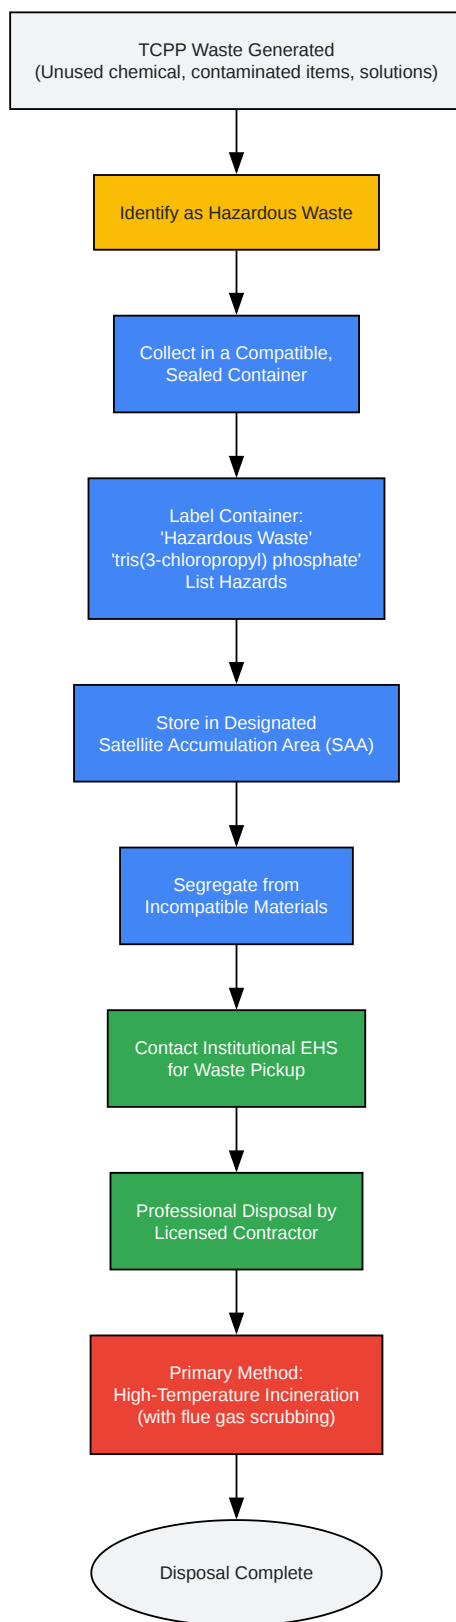 TCPP Waste Generated
(Unused chemical, contaminated items, solutions)
Identify as Hazardous Waste
Collect in a Compatible,
Sealed Container
Label Container:
'Hazardous Waste'
'tris(3-chloropropyl) phosphate'
List Hazards
Store in Designated
Satellite Accumulation Area (SAA)
Segregate from
Incompatible Materials
Contact Institutional EHS
for Waste Pickup
Professional Disposal by
Licensed Contractor
Primary Method:
High-Temperature Incineration
(with flue gas scrubbing)
Disposal Complete